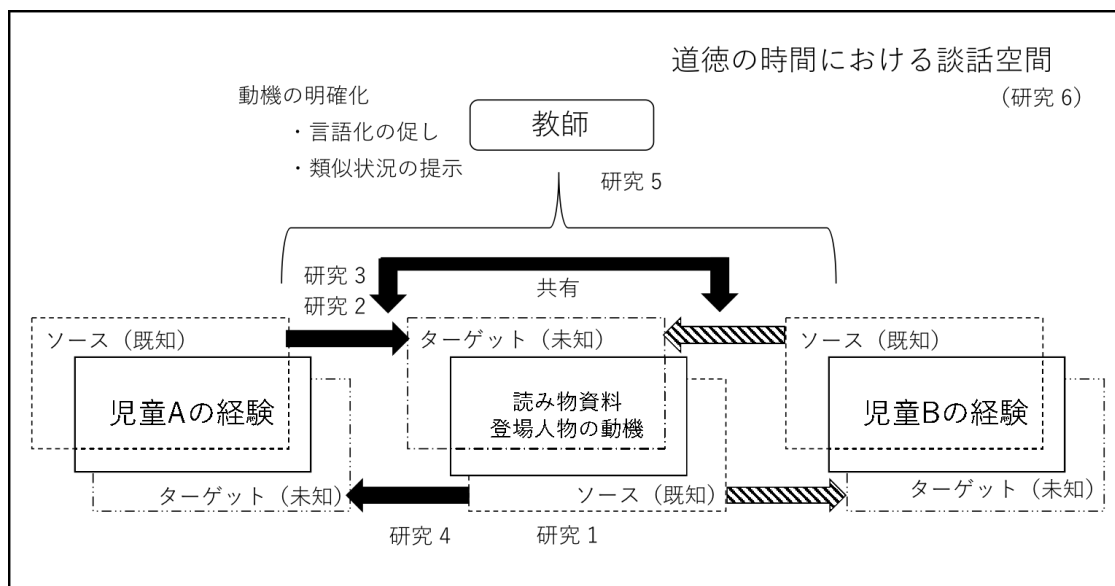 道徳の時間における談話空間
(研究 6)
動機の明確化
・言語化の促し
・類似状況の提示
教師
研究 5
研究 3
研究 2
共有
ソース（既知）
ターゲット（未知）
ソース（既知）
児童Aの経験
読み物資料
登場人物の動機
児童Bの経験
ターゲット（未知）
ソース（既知）
ターゲット（未知）
研究 4
研究 1